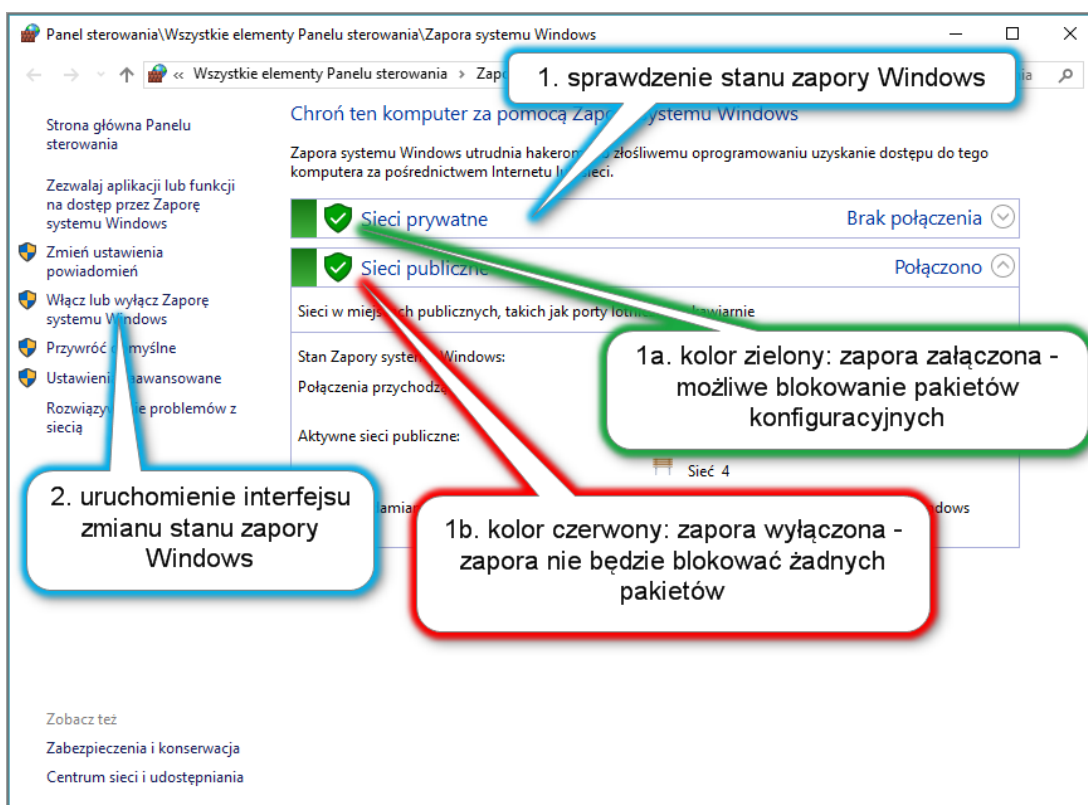 Panel sterowania\Wszystkie elementy Panelu sterowania\Zapora systemu Windows
« Wszystkie elementy Panelu sterowania > Zapo
1. sprawdzenie stanu zapory Windows
Strona główna Panelu
sterowania
Zezwalaj aplikacji lub funkcji
na dostęp przez Zaporę
systemu Windows
Zmień ustawienia
powiadomień
Włącz lub wyłącz Zaporę
systemu Windows
Przywróć domyślne
Ustawienia zaawansowane
Rozwiązywanie problemów z
siecią
Chroń ten komputer za pomocą Zapory systemu Windows
Zapora systemu Windows utrudnia hakerom złośliwemu oprogramowaniu uzyskanie dostępu do tego
komputera za pośrednictwem Internetu lub sieci.
Sieci prywatne Brak połączenia
Sieci publiczne Połączono
Sieci w miejscach publicznych, takich jak porty lotnicze kawiarnie
Stan Zapory systemu Windows:
Połączenia przychodzą
Aktywne sieci publiczne:
Sieć 4
1a. kolor zielony: zapora załączona -
możliwe blokowanie pakietów
konfiguracyjnych
1b. kolor czerwony: zapora wyłączona -
zapora nie będzie blokować żadnych
pakietów
2. uruchomienie interfejsu
zmianu stanu zapory
Windows
Zobacz też
Zabezpieczenia i konserwacja
Centrum sieci i udostępniania